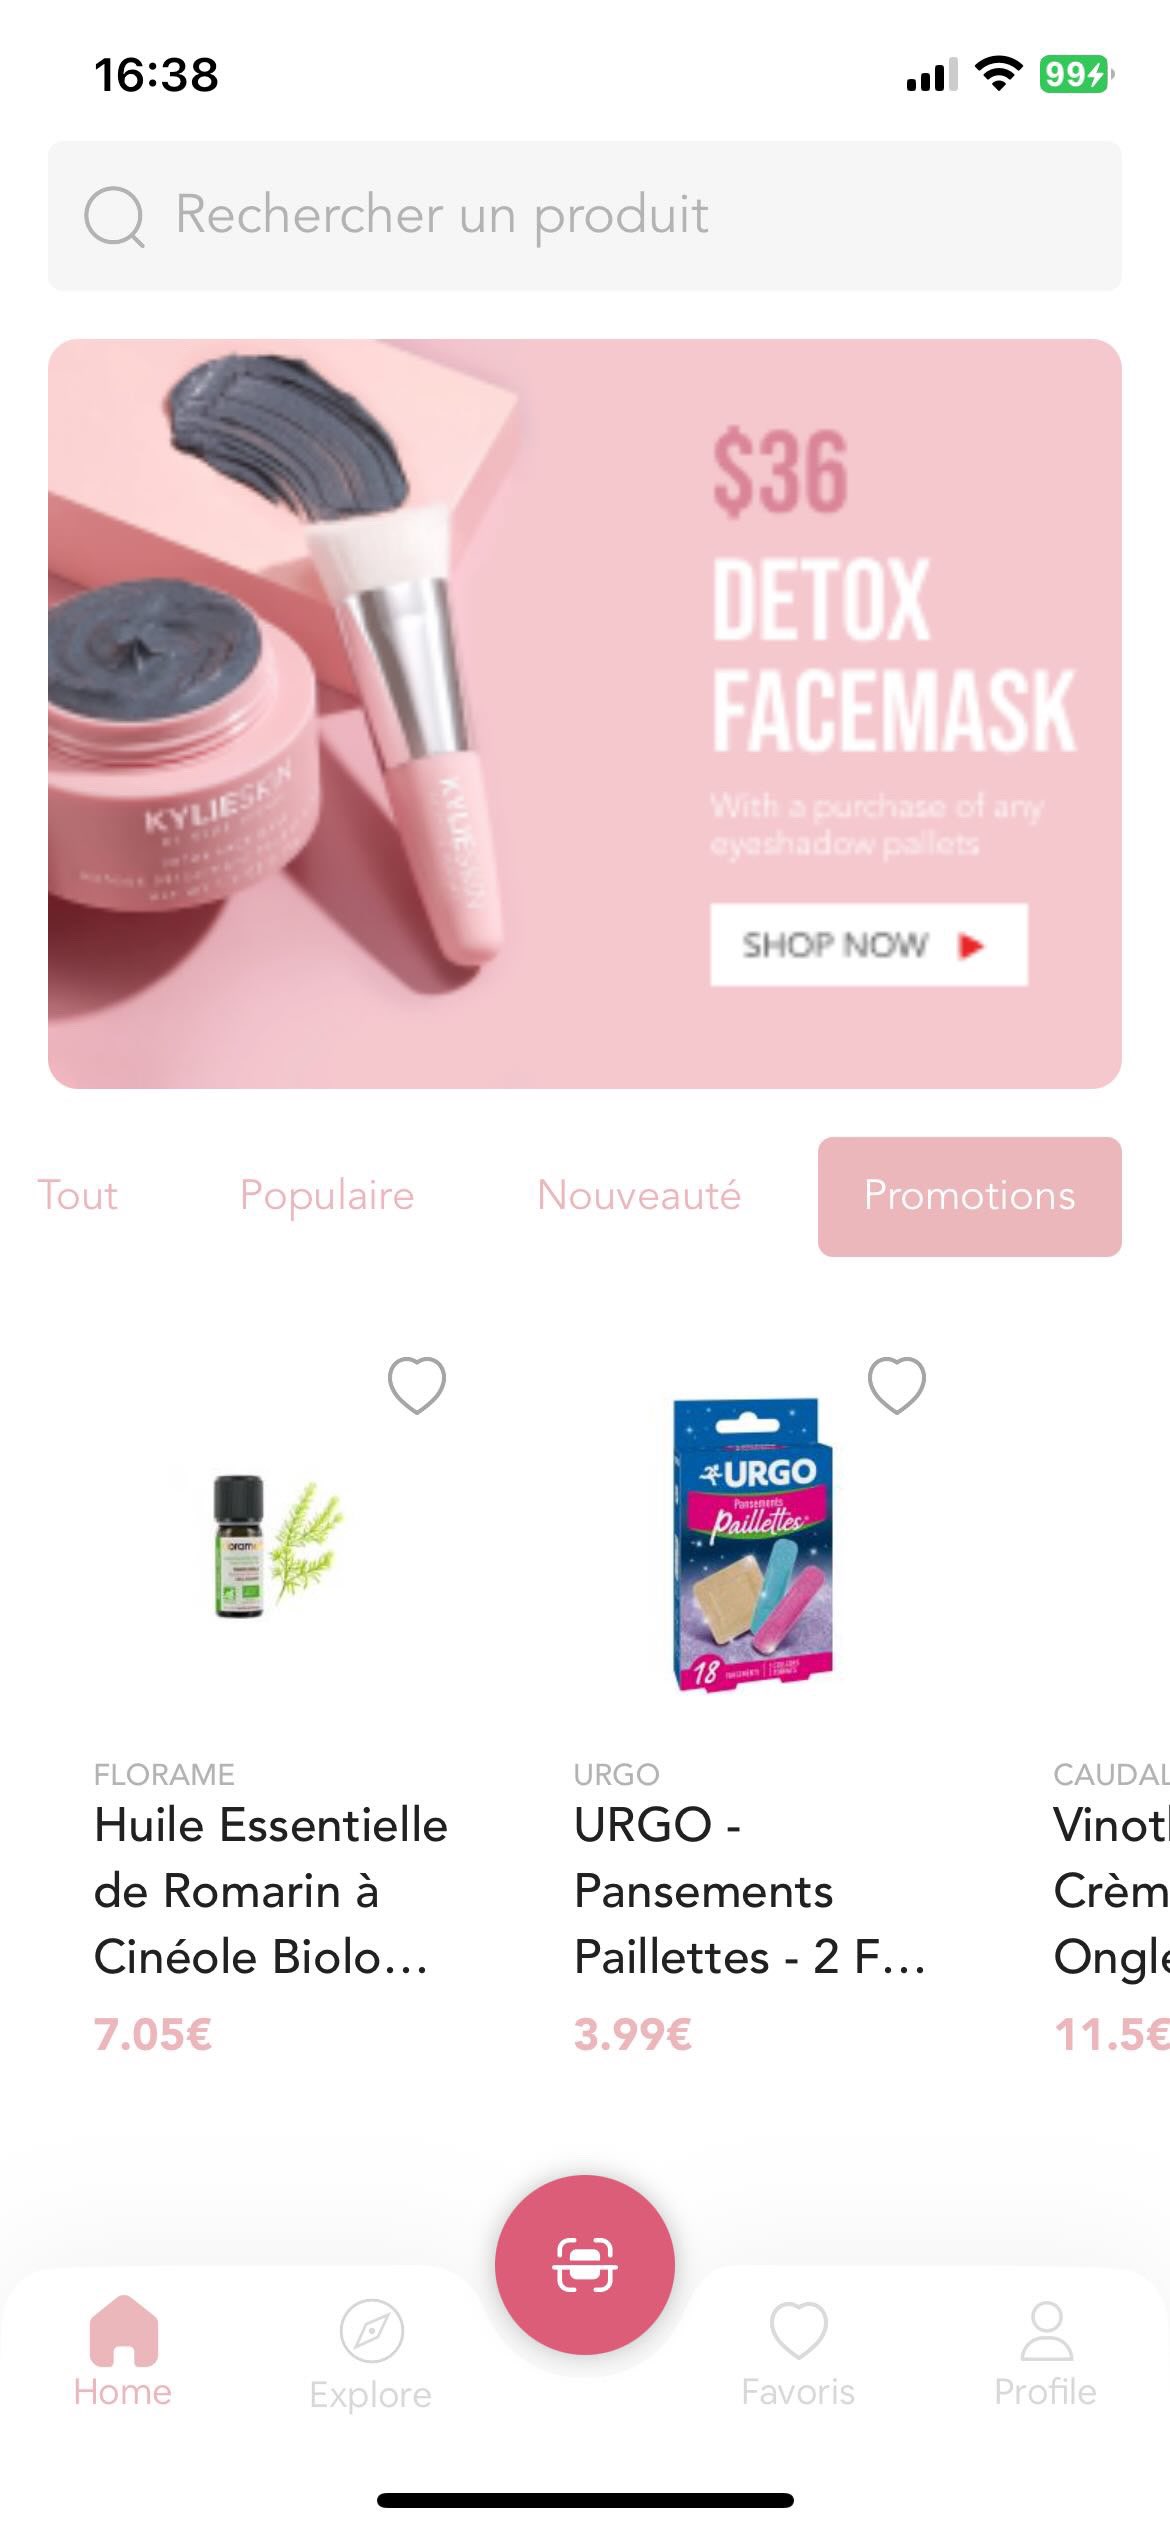 16:38
99
Rechercher un produit
$36
DETOX
FACEMASK
With a purchase of any
eyeshadow pallets
SHOP NOW
KYLIESKIN
KYLIESKIN
Tout
Populaire
Nouveauté
Promotions
URGO
Pansements
Paillettes
18
FLORAME
Huile Essentielle
de Romarin à
Cinéole Biolo...
7.05€
URGO
URGO -
Pansements
Paillettes - 2 F...
3.99€
CAUDAL
Vinot
Crèm
Ongle
11.5€
Home
Explore
Favoris
Profile